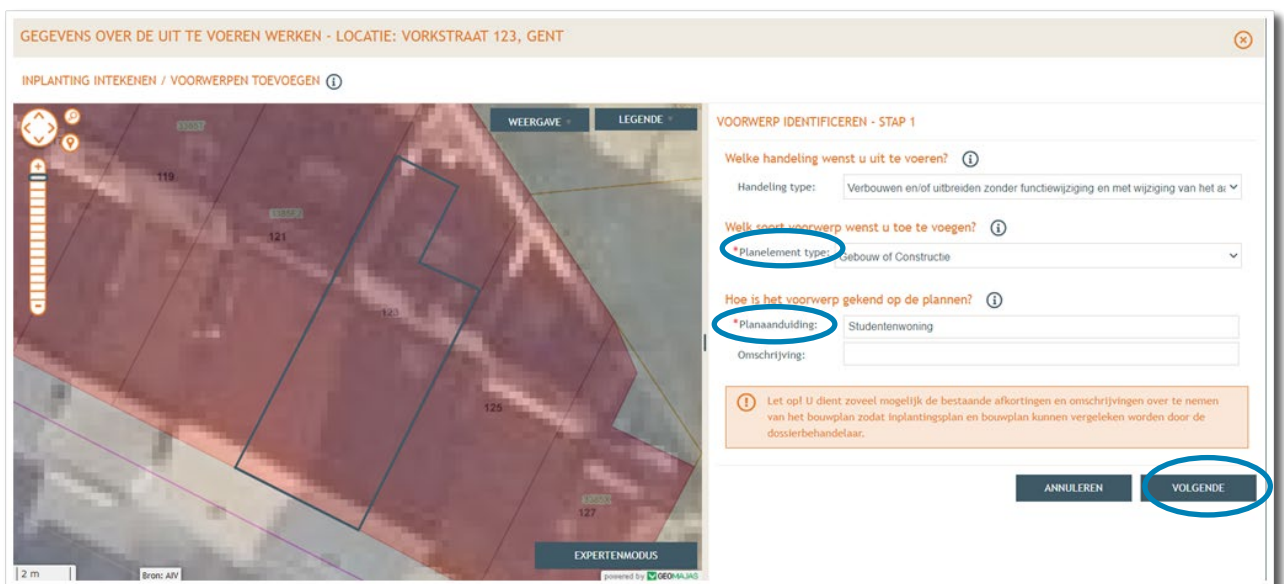 GEGEVENS OVER DE UIT TE VOEREN WERKEN - LOCATIE: VORKSTRAAT 123, GENT
INPLANTING INTEKENEN / VOORWERPEN TOEVOEGEN
WEERGAVE
LEGENDE
119
121
123
125
127
EXPERTENMODUS
2 m
Bron: AIV
powered by GEOMAJAS
VOORWERP IDENTIFICEREN - STAP 1
Welke handeling wenst u uit te voeren?
Handeling type: Verbouwen en/of uitbreiden zonder functiewijziging en met wijziging van het
Welk soort voorwerp wenst u toe te voegen?
*Planelement type: Gebouw of Constructie
Hoe is het voorwerp gekend op de plannen?
*Planaanduiding: Studentenwoning
Omschrijving:
Let op! U dient zoveel mogelijk de bestaande afkortingen en omschrijvingen over te nemen
van het bouwplan zodat inplantingsplan en bouwplan kunnen vergeleken worden door de
dossierbehandelaar.
ANNULEREN
VOLGENDE